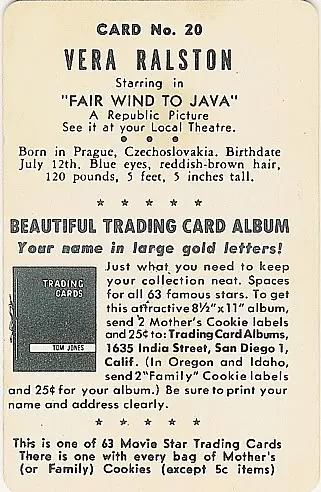 CARD No. 20
VERA RALSTON
Starring in
"FAIR WIND TO JAVA"
A Republic Picture
See it at your Local Theatre.
Born in Prague, Czechoslovakia. Birthdate
July 12th. Blue eyes, reddish-brown hair,
120 pounds, 5 feet, 5 inches tall.
BEAUTIFUL TRADING CARD ALBUM
Your name in large gold letters!
TRADING
CARDS
TOM JONES
Just what you need to keep
your collection neat. Spaces
for all 63 famous stars. To get
this attractive 8½"x11" album,
send 2 Mother's Cookie labels
and 25¢ to: Trading Card Albums,
1635 India Street, San Diego 1,
Calif. (In Oregon and Idaho,
send 2 "Family" Cookie labels
and 25¢ for your album.) Be sure to print your
name and address clearly.
This is one of 63 Movie Star Trading Cards
There is one with every bag of Mother's
(or Family) Cookies (except 5c items)